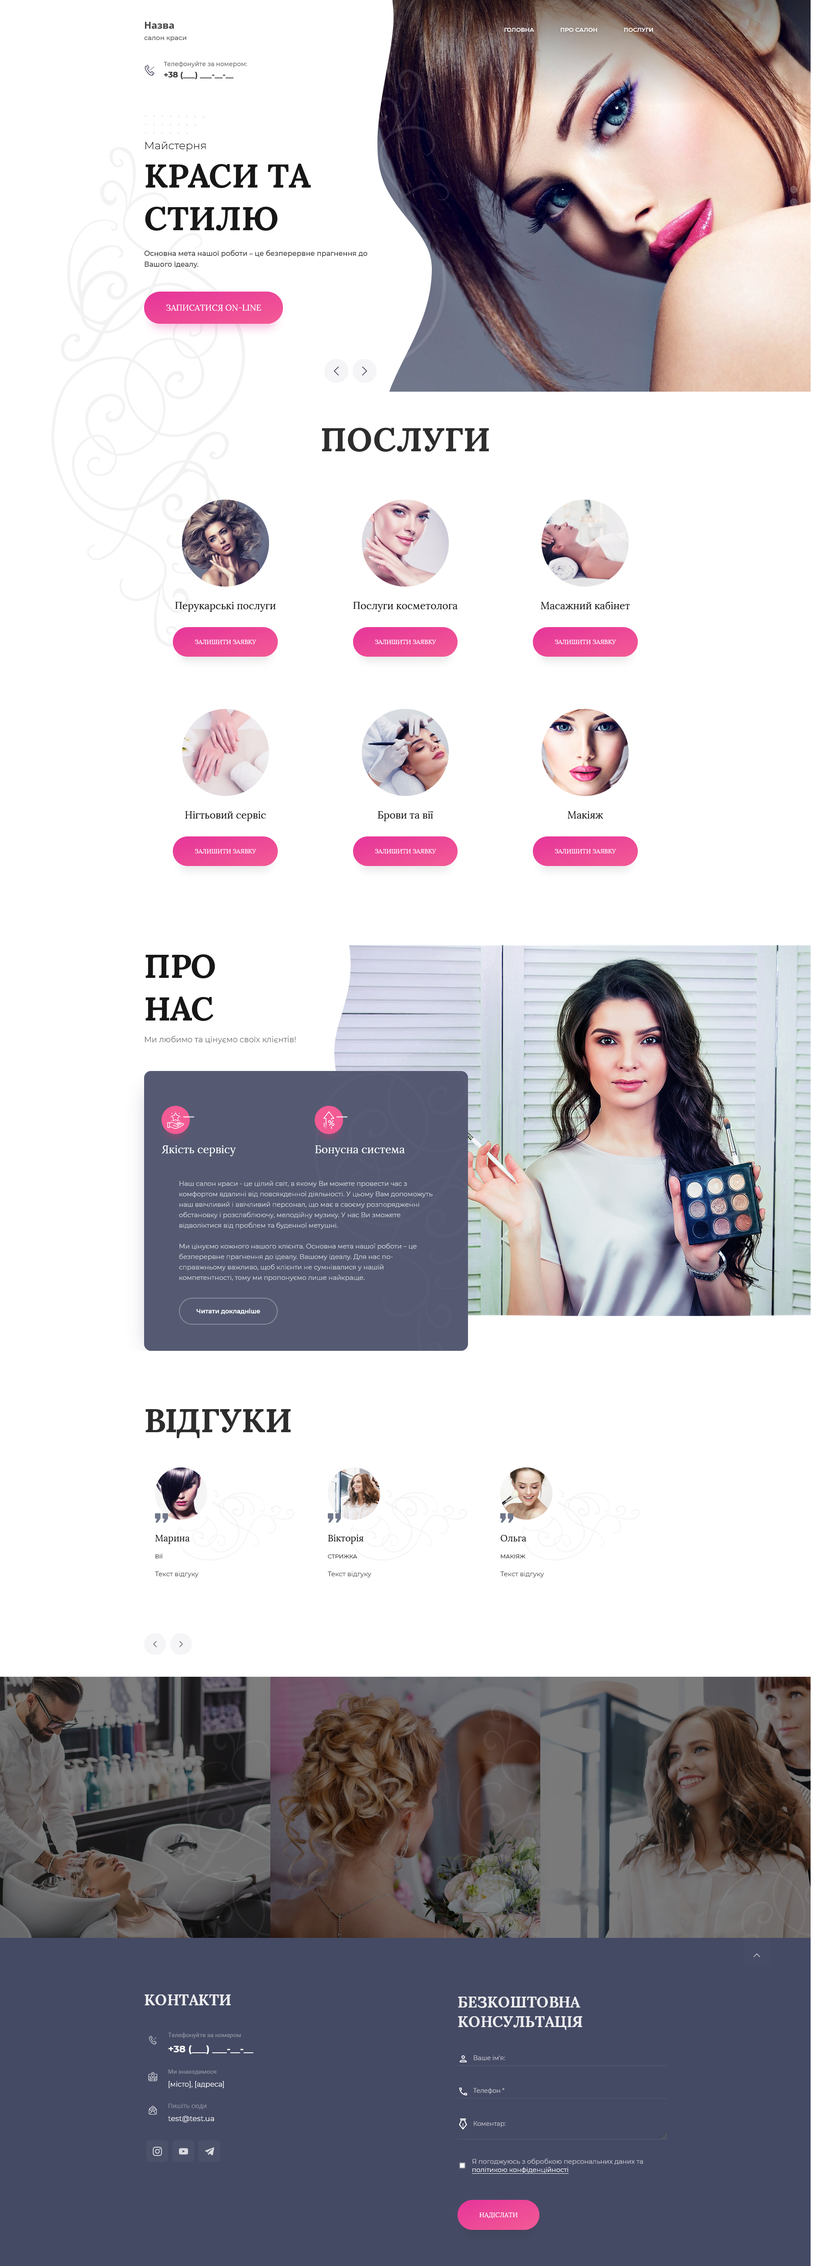 Назва
салон краси
ГОЛОВНА
ПРО САЛОН
ПОСЛУГИ
Телефонуйте за номером:
+38 (___) ___-__-__
Майстерня
КРАСИ ТА
СТИЛЮ
Основна мета нашої роботи – це безперервне прагнення до
Вашого ідеалу.
ЗАПИСАТИСЯ ON-LINE
ПОСЛУГИ
Перукарські послуги
Послуги косметолога
Масажний кабінет
ЗАЛИШИТИ ЗАЯВКУ
ЗАЛИШИТИ ЗАЯВКУ
ЗАЛИШИТИ ЗАЯВКУ
Нігтьовий сервіс
Брови та вії
Макіяж
ЗАЛИШИТИ ЗАЯВКУ
ЗАЛИШИТИ ЗАЯВКУ
ЗАЛИШИТИ ЗАЯВКУ
ПРО
НАС
Ми любимо та цінуємо своїх клієнтів!
Якість сервісу
Бонусна система
Наш салон краси - це цілий світ, в якому Ви можете провести час з
комфортом вдалині від повсякденної діяльності. У цьому Вам допоможуть
наш ввічливий і ввічливий персонал, що має в своєму розпорядженні
обстановку і розслаблюючу, мелодійну музику. У нас Ви зможете
відволіктися від проблем та буденної метушні.
Ми цінуємо кожного нашого клієнта. Основна мета нашої роботи – це
безперервне прагнення до ідеалу. Вашому ідеалу. Для нас по-
справжньому важливо, щоб клієнти не сумнівалися у нашій
компетентності, тому ми пропонуємо лише найкраще.
Читати докладніше
ВІДГУКИ
Марина
ВІЇ
Текст відгуку
Вікторія
СТРИЖКА
Текст відгуку
Ольга
МАКІЯЖ
Текст відгуку
КОНТАКТИ
Телефонуйте за номером
+38 (___) ___-__-__
Ми знаходимося:
[місто], [адреса]
Пишіть сюди
test@test.ua
БЕЗКОШТОВНА
КОНСУЛЬТАЦІЯ
Ваше ім'я:
Телефон *
Коментар:
Я погоджуюсь з обробкою персональних даних та
політикою конфіденційності
НАДІСЛАТИ